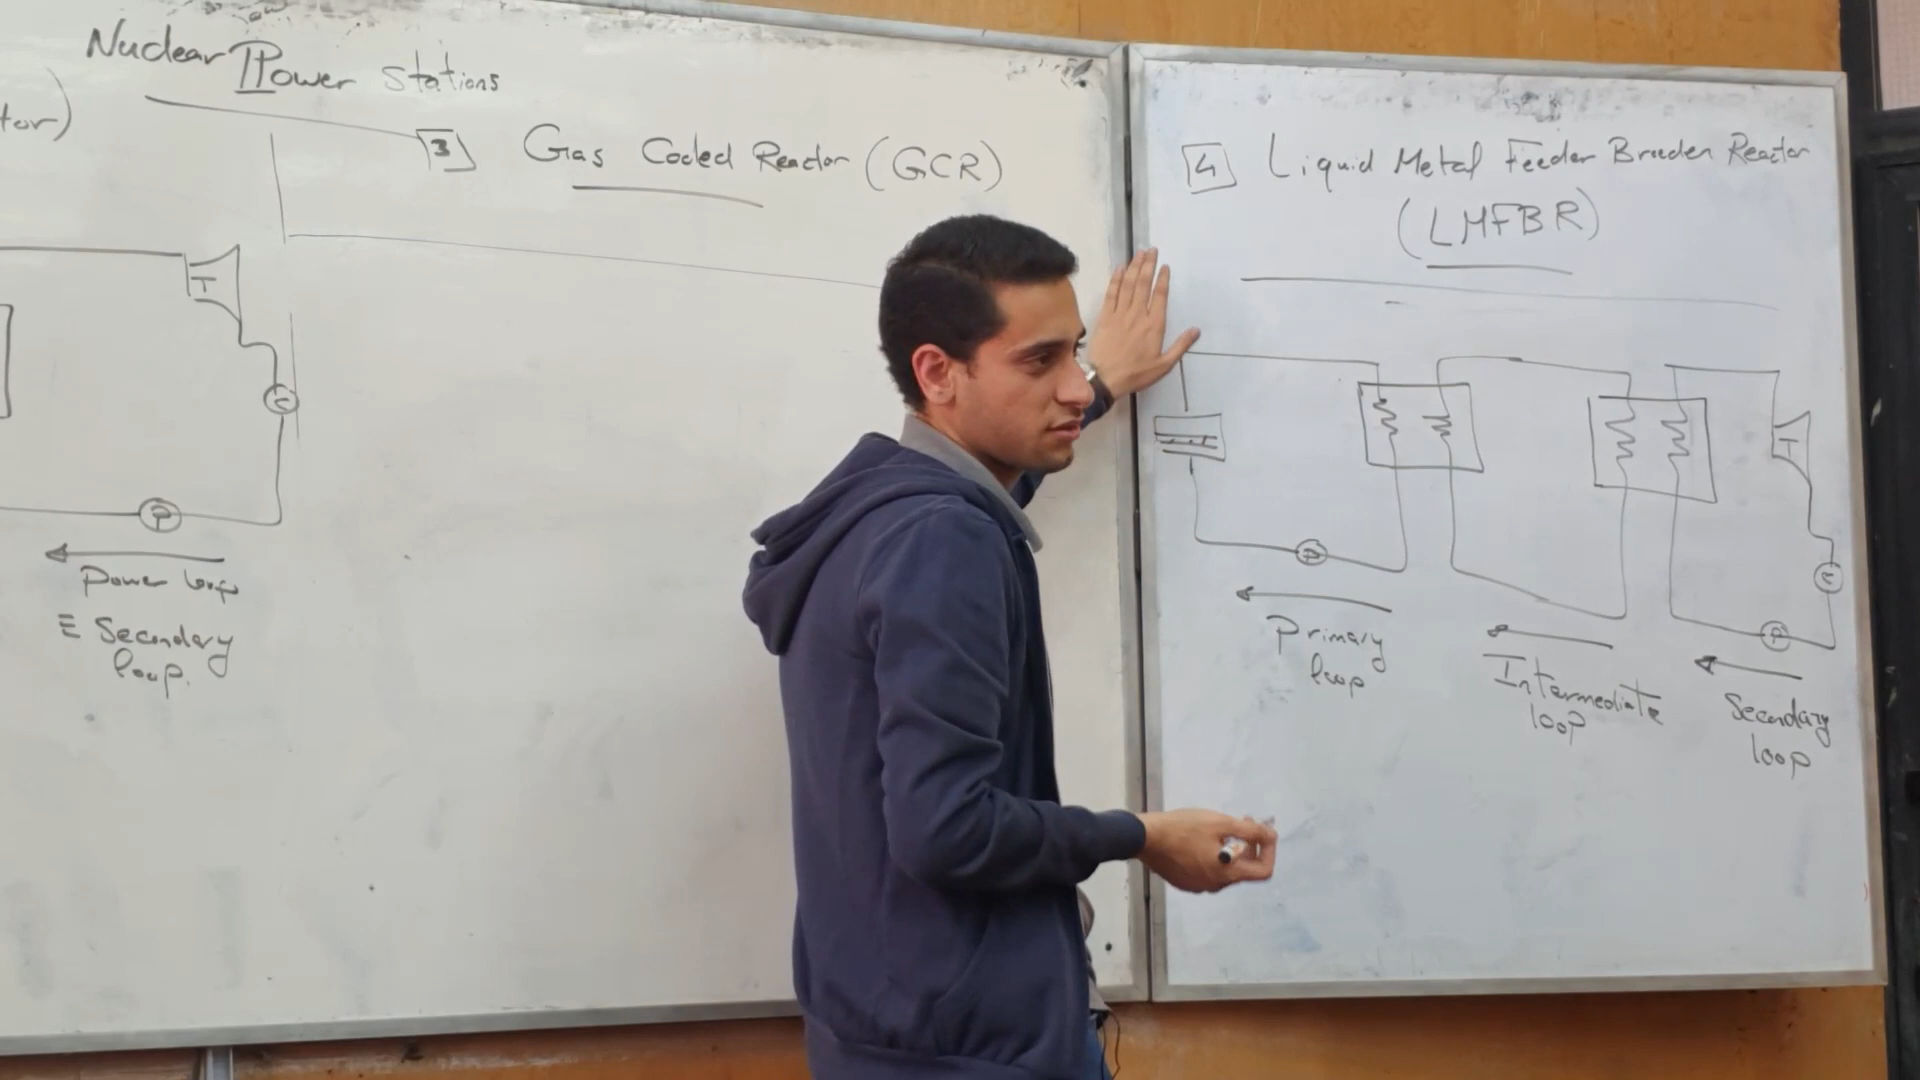 Nuclear Power Stations
tor)
T
C
P
Power loop
≡ Secondary
loop.
3 Gas Cooled Reactor (GCR)
4 Liquid Metal Feeder Breeder Reactor
(LMFBR)
T
C
P
P
Primary
loop
Intermediate
loop
Secondary
loop